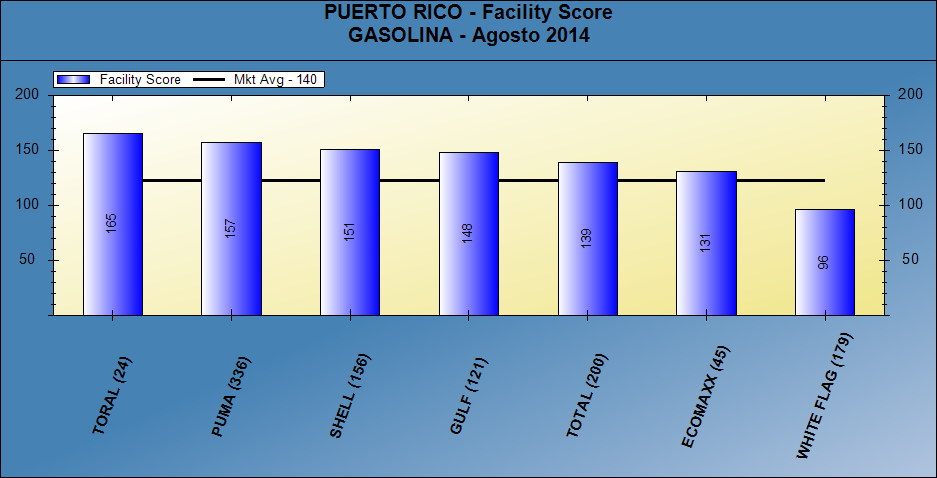 PUERTO RICO - Facility Score
GASOLINA - Agosto 2014
Facility Score
Mkt Avg - 140
200
150
100
50
200
150
100
50
165
157
151
148
139
131
96
TORAL (24)
PUMA (336)
SHELL (156)
GULF (121)
TOTAL (200)
ECOMAXX (45)
WHITE FLAG (179)